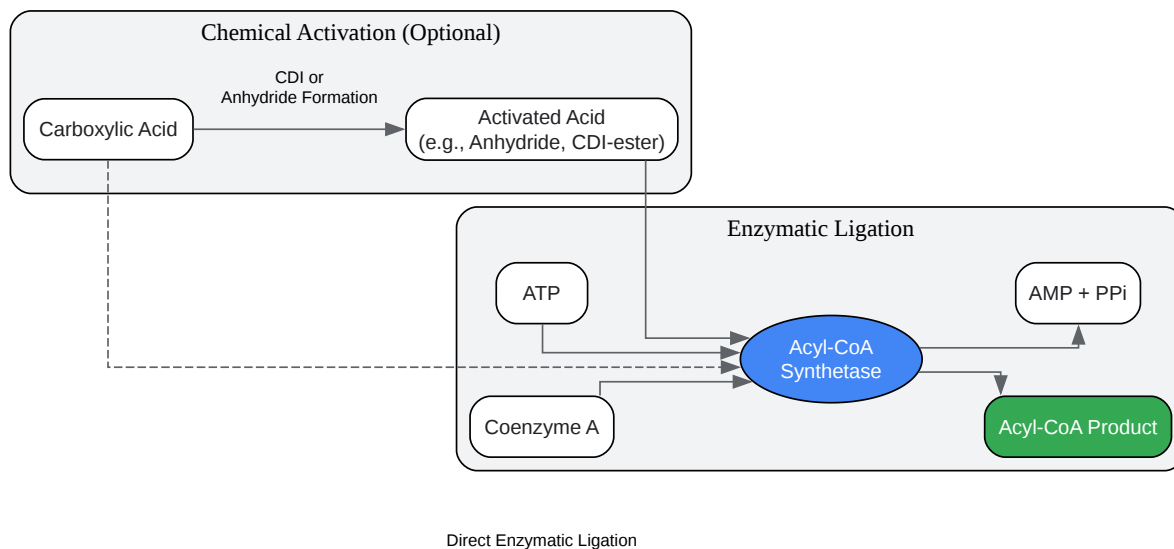 Chemical Activation (Optional)
CDI or
Anhydride Formation
Carboxylic Acid
Activated Acid
(e.g., Anhydride, CDI-ester)
Enzymatic Ligation
ATP
AMP + PPi
Acyl-CoA
Synthetase
Coenzyme A
Acyl-CoA Product
Direct Enzymatic Ligation